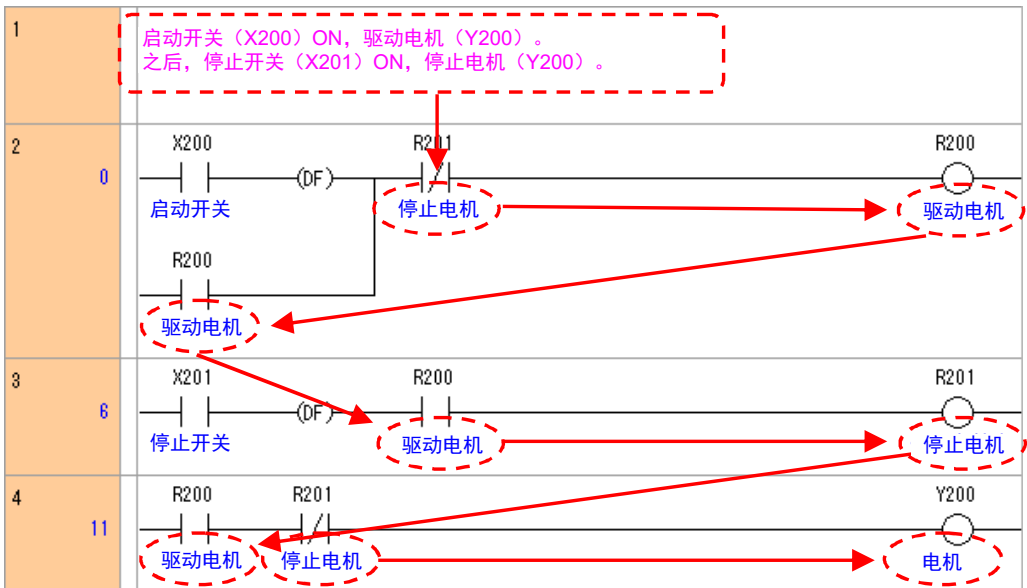 1
启动开关（X200）ON，驱动电机（Y200）。
之后，停止开关（X201）ON，停止电机（Y200）。
2
X200 R201 R200
0 (DF)
启动开关 停止电机 驱动电机
R200
驱动电机
3
X201 R200 R201
6 (DF)
停止开关 驱动电机 停止电机
4
R200 R201 Y200
11
驱动电机 停止电机 电机